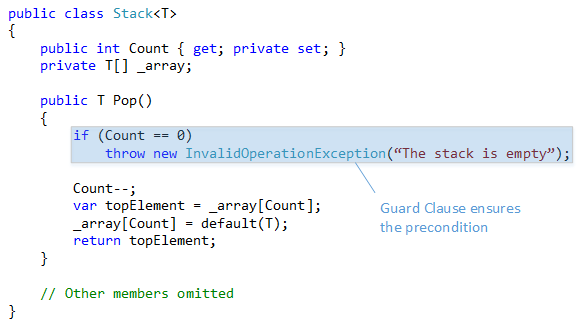 public class Stack<T>
{
    public int Count { get; private set; }
    private T[] _array;

    public T Pop()
    {
        if (Count == 0)
            throw new InvalidOperationException(“The stack is empty”);

        Count--;
        var topElement = _array[Count];
        _array[Count] = default(T);
        return topElement;
    }

    // Other members omitted
}
Guard Clause ensures
the precondition